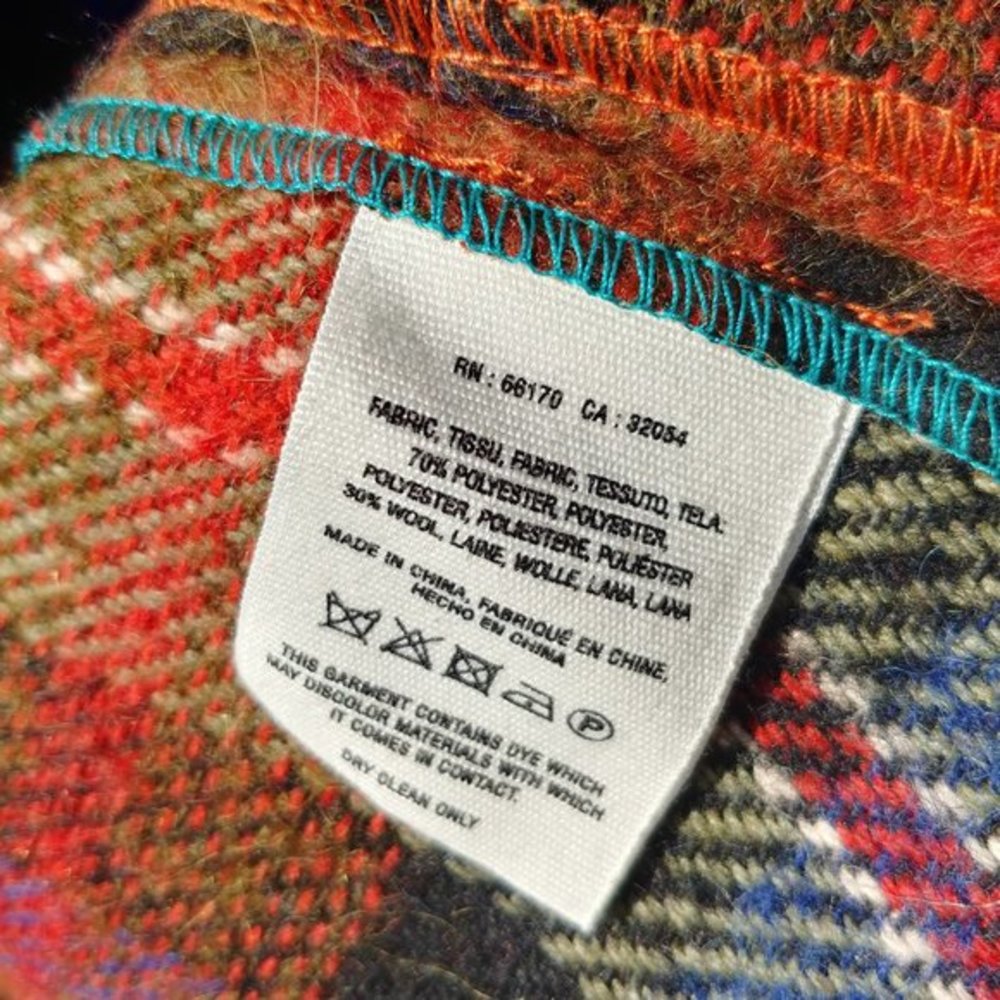 RN : 66170 CA : 32054
FABRIC, TISSU, FABRIC, TESSUTO, TELA:
70% POLYESTER, POLYESTER,
POLYESTER, POLIESTERE, POLIÉSTER
30% WOOL, LAINE, WOLLE, LANA, LANA
MADE IN CHINA, FABRIQUÉ EN CHINE,
HECHO EN CHINA
P
THIS GARMENT CONTAINS DYE WHICH
MAY DISCOLOR MATERIALS WITH WHICH
IT COMES IN CONTACT.
DRY CLEAN ONLY